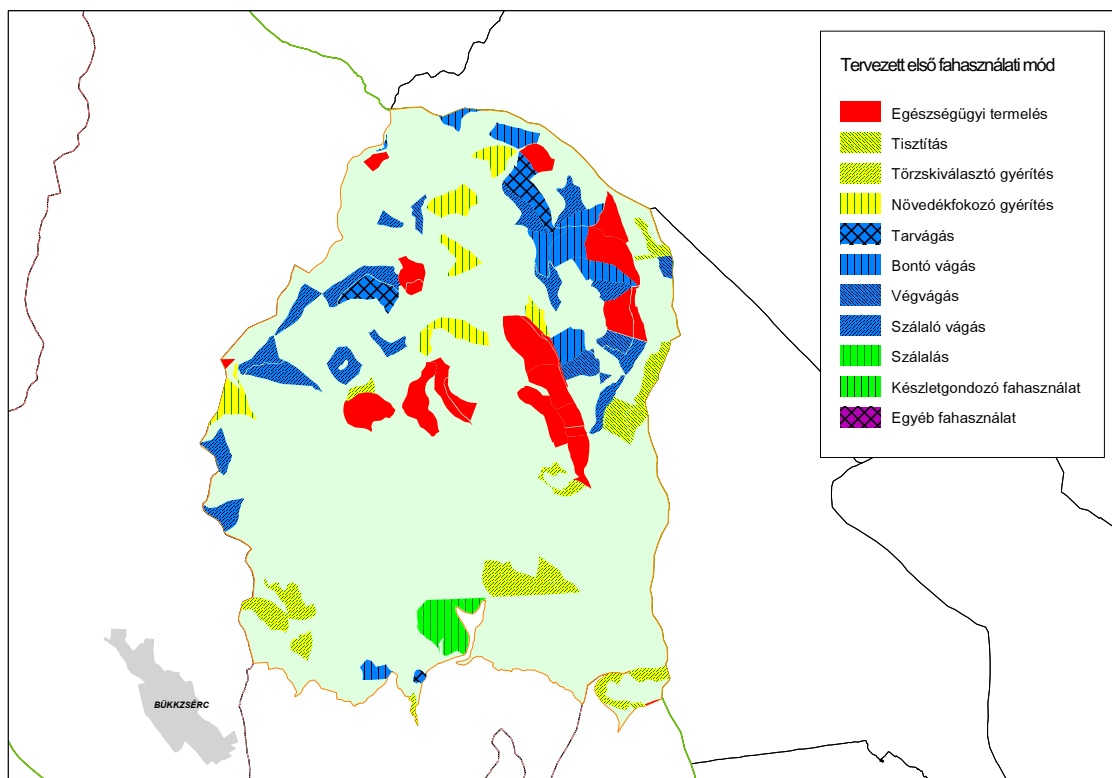 Tervezett első fahasználati mód
Egészségügyi termelés
Tisztítás
Törzskiválasztó gyérítés
Növedékfokozó gyérítés
Tarvágás
Bontó vágás
Végvágás
Szálaló vágás
Szálalás
Készletgondozó fahasználat
Egyéb fahasználat
BÜKKZSÉRC